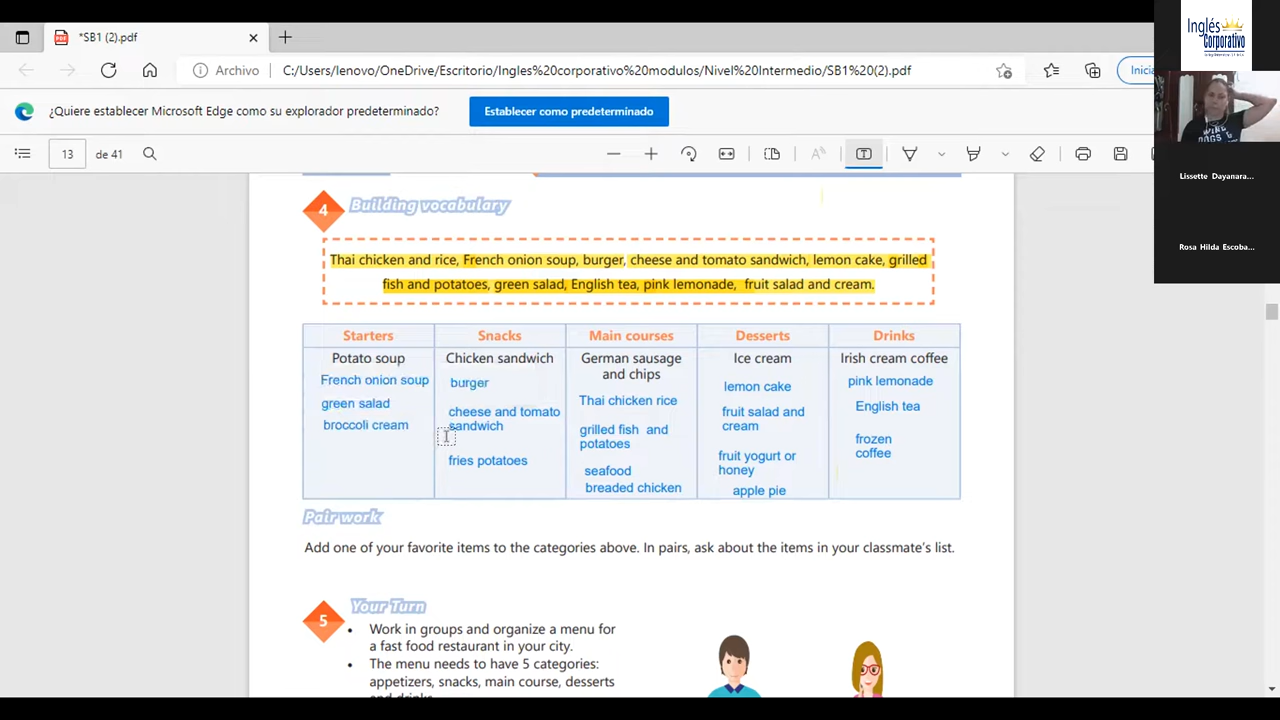 *SB1 (2).pdf
Archivo
C:/Users/lenovo/OneDrive/Escritorio/Ingles%20corporativo%20modulos/Nivel%20Intermedio/SB1%20(2).pdf
Inicia
¿Quiere establecer Microsoft Edge como su explorador predeterminado?
Establecer como predeterminado
13 de 41
Inglés
Corporativo
Lissette Dayanara...
Rosa Hilda Escoba...
4 Building vocabulary
Thai chicken and rice, French onion soup, burger, cheese and tomato sandwich, lemon cake, grilled
fish and potatoes, green salad, English tea, pink lemonade, fruit salad and cream.
Starters Snacks Main courses Desserts Drinks
Potato soup
French onion soup
green salad
broccoli cream
Chicken sandwich
burger
cheese and tomato
sandwich
fries potatoes
German sausage
and chips
Thai chicken rice
grilled fish and
potatoes
seafood
breaded chicken
Ice cream
lemon cake
fruit salad and
cream
fruit yogurt or
honey
apple pie
Irish cream coffee
pink lemonade
English tea
frozen
coffee
Pair work
Add one of your favorite items to the categories above. In pairs, ask about the items in your classmate's list.
5 Your Turn
• Work in groups and organize a menu for
a fast food restaurant in your city.
• The menu needs to have 5 categories:
appetizers, snacks, main course, desserts
and drinks